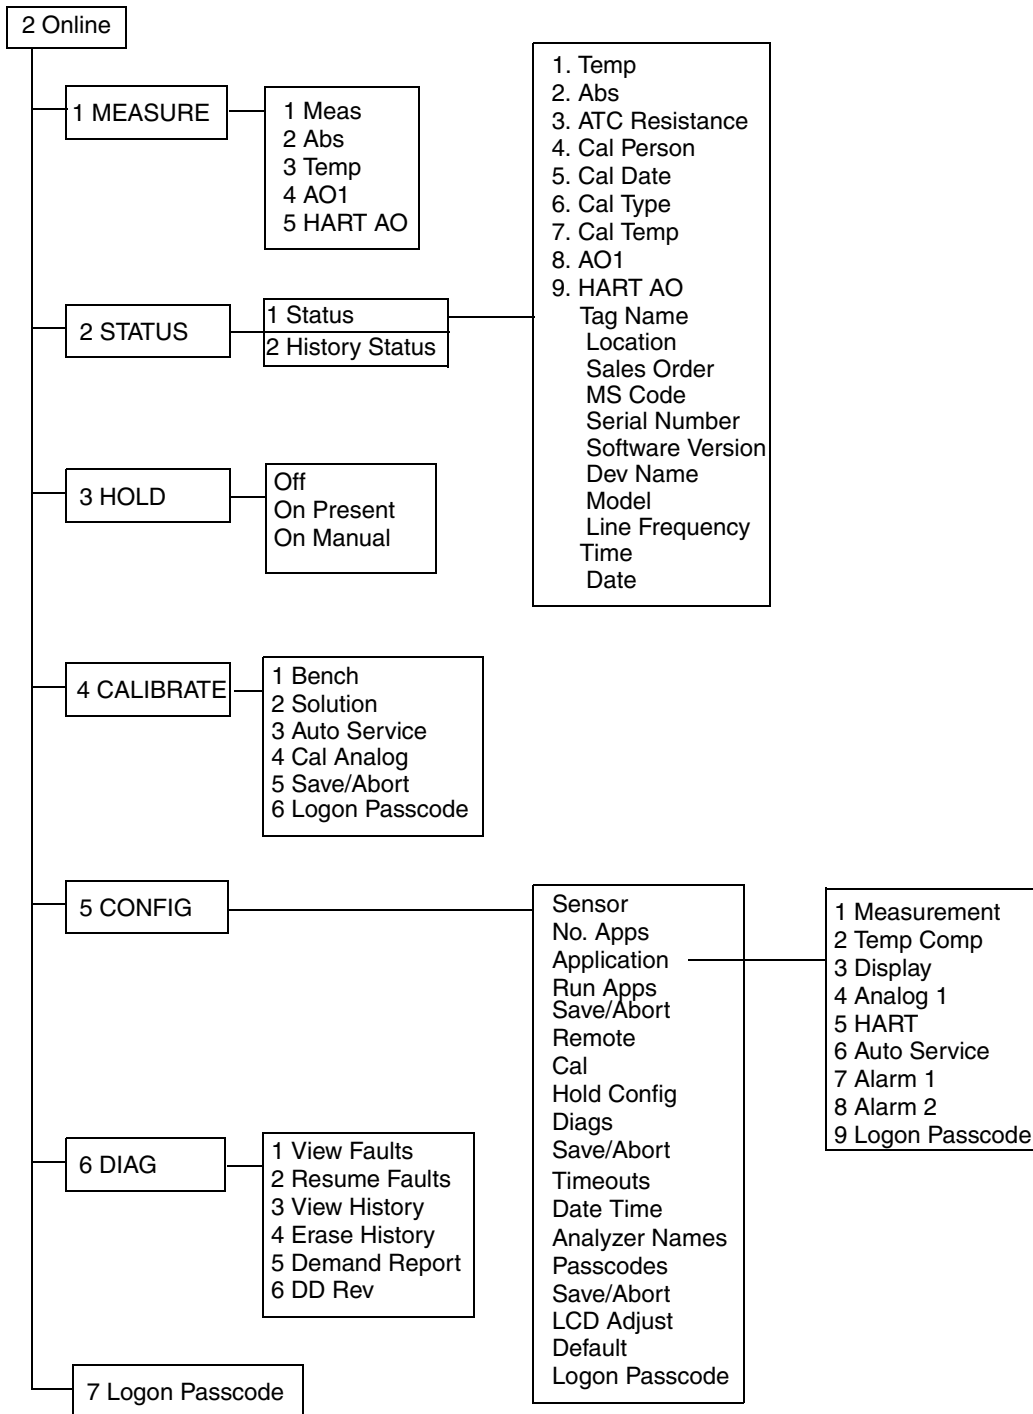 2 Online
1 MEASURE
1 Meas
2 Abs
3 Temp
4 AO1
5 HART AO
2 STATUS
1 Status
2 History Status
1. Temp
2. Abs
3. ATC Resistance
4. Cal Person
5. Cal Date
6. Cal Type
7. Cal Temp
8. AO1
9. HART AO
Tag Name
Location
Sales Order
MS Code
Serial Number
Software Version
Dev Name
Model
Line Frequency
Time
Date
3 HOLD
Off
On Present
On Manual
4 CALIBRATE
1 Bench
2 Solution
3 Auto Service
4 Cal Analog
5 Save/Abort
6 Logon Passcode
5 CONFIG
Sensor
No. Apps
Application
Run Apps
Save/Abort
Remote
Cal
Hold Config
Diags
Save/Abort
Timeouts
Date Time
Analyzer Names
Passcodes
Save/Abort
LCD Adjust
Default
Logon Passcode
1 Measurement
2 Temp Comp
3 Display
4 Analog 1
5 HART
6 Auto Service
7 Alarm 1
8 Alarm 2
9 Logon Passcode
6 DIAG
1 View Faults
2 Resume Faults
3 View History
4 Erase History
5 Demand Report
6 DD Rev
7 Logon Passcode